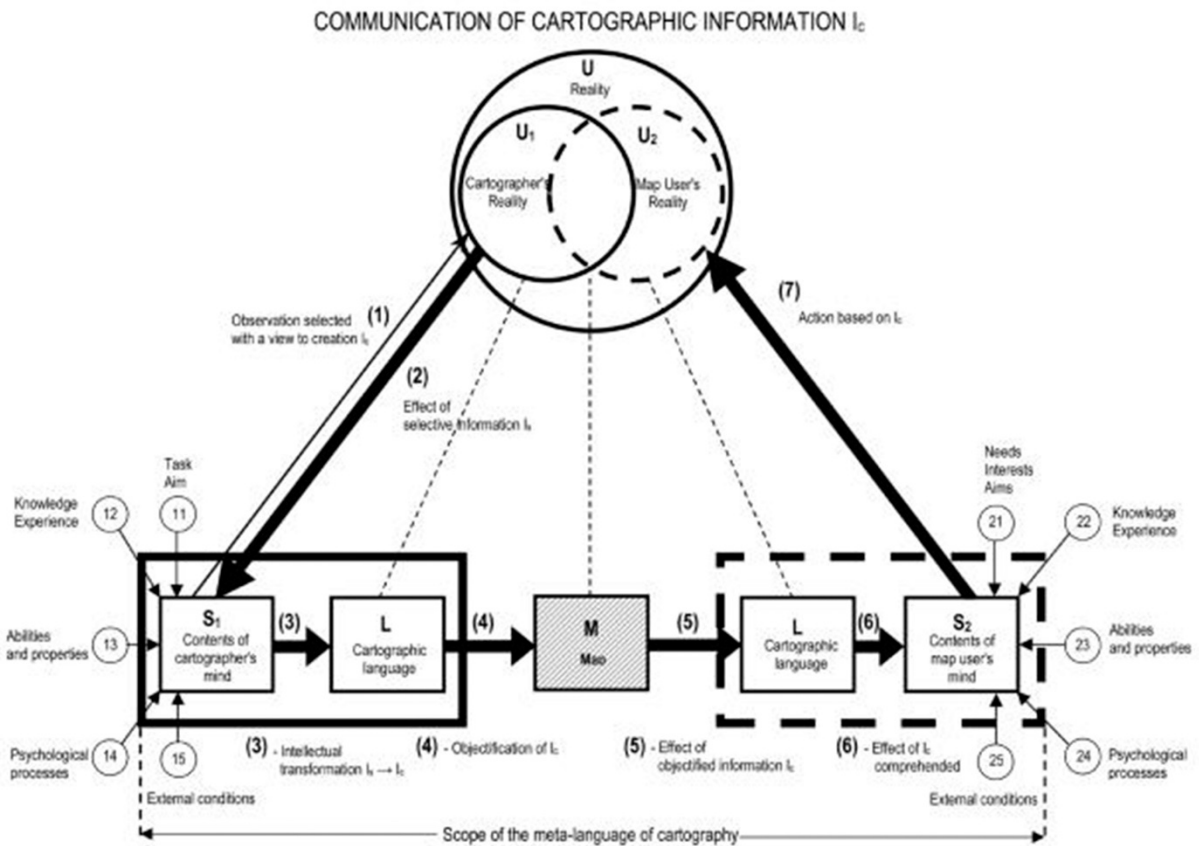 COMMUNICATION OF CARTOGRAPHIC INFORMATION Ic
U
Reality
U1
U2
Cartographer's
Reality
Map User's
Reality
(1)
Observation selected
with a view to creation Is
(2)
Effect of
selective information Is
(7)
Action based on Ic
Task
Aim
Knowledge
Experience
12
11
Needs
Interests
Aims
21
22
Knowledge
Experience
Abilities
and properties
13
S1
Contents of
cartographer's
mind
(3)
L
Cartographic
language
(4)
M
Mao
(5)
L
Cartographic
language
(6)
S2
Contents of
map user's
mind
23
Abilities
and properties
Psychological
processes
14
15
External conditions
(3) - Intellectual
transformation Is → Ic
(4) - Objectification of Ic
(5) - Effect of
objectified information Ic
(6) - Effect of Ic
comprehended
25
24
Psychological
processes
External conditions
Scope of the meta-language of cartography